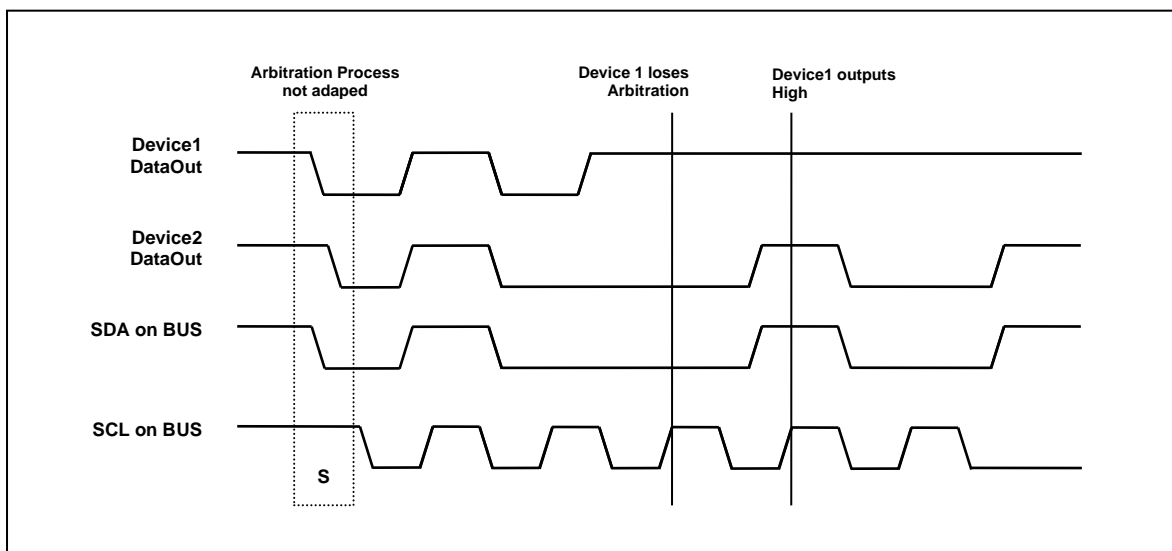 Arbitration Process
not adaped
Device 1 loses
Arbitration
Device1 outputs
High
Device1
DataOut
Device2
DataOut
SDA on BUS
SCL on BUS
S